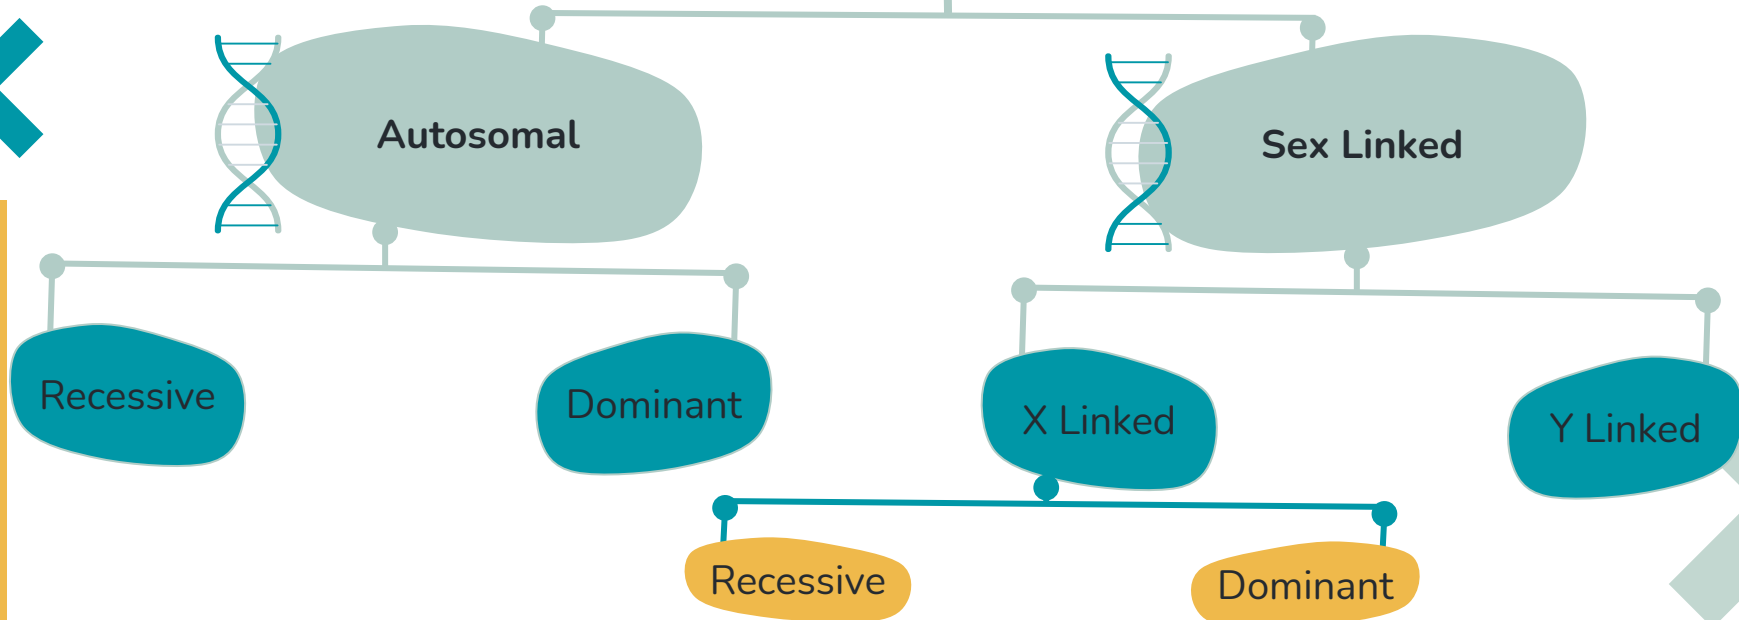 Autosomal
Sex Linked
Recessive
Dominant
X Linked
Y Linked
Recessive
Dominant